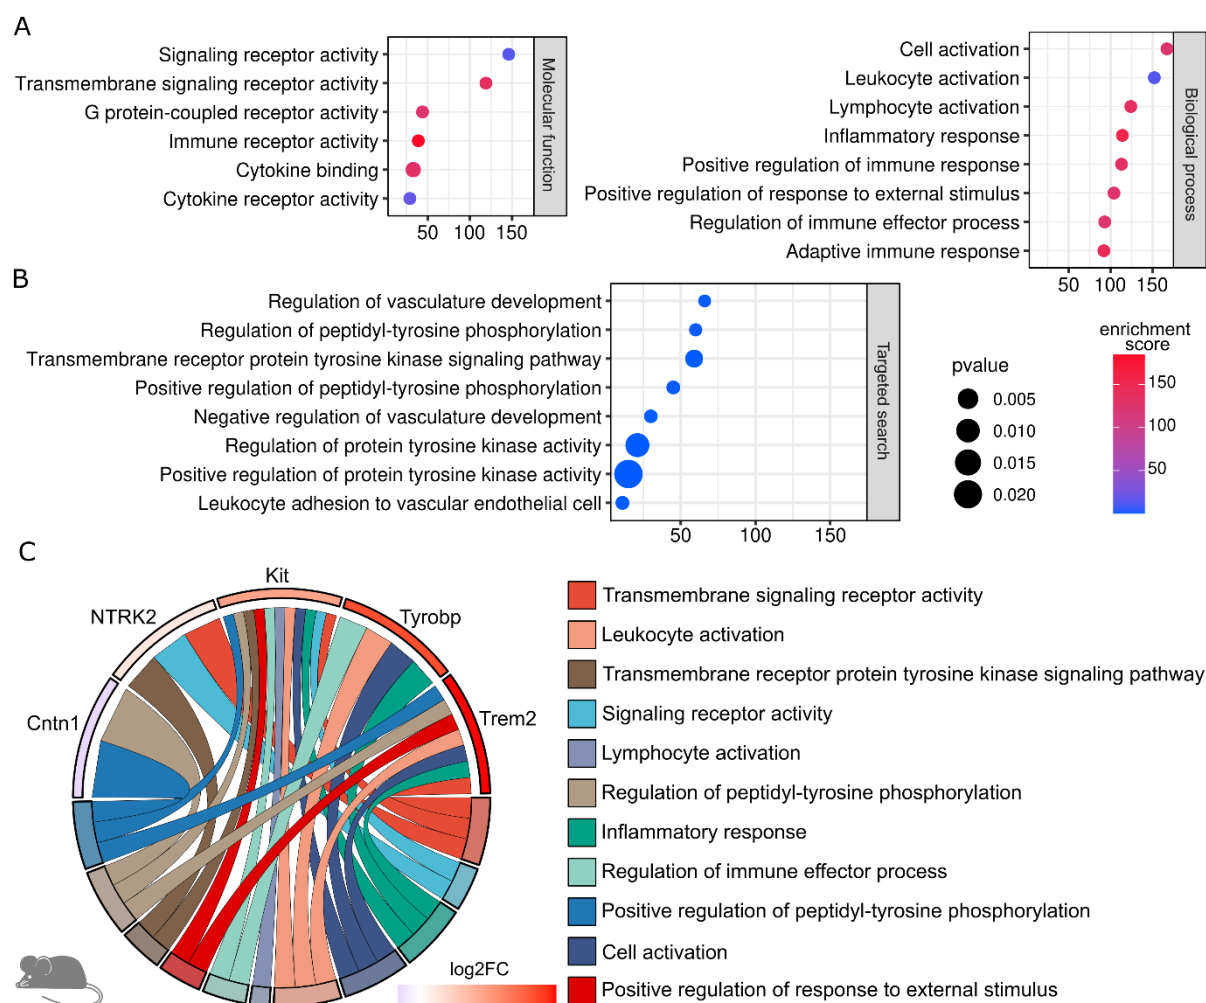 A
Signaling receptor activity
Transmembrane signaling receptor activity
G protein-coupled receptor activity
Immune receptor activity
Cytokine binding
Cytokine receptor activity
Molecular function
50 100 150
Cell activation
Leukocyte activation
Lymphocyte activation
Inflammatory response
Positive regulation of immune response
Positive regulation of response to external stimulus
Regulation of immune effector process
Adaptive immune response
Biological process
50 100 150
B
Regulation of vasculature development
Regulation of peptidyl-tyrosine phosphorylation
Transmembrane receptor protein tyrosine kinase signaling pathway
Positive regulation of peptidyl-tyrosine phosphorylation
Negative regulation of vasculature development
Regulation of protein tyrosine kinase activity
Positive regulation of protein tyrosine kinase activity
Leukocyte adhesion to vascular endothelial cell
Targeted search
50 100 150
pvalue
0.005
0.010
0.015
0.020
enrichment
score
150
100
50
C
Kit
NTRK2
Tyrobp
Cntn1
Trem2
log2FC
Transmembrane signaling receptor activity
Leukocyte activation
Transmembrane receptor protein tyrosine kinase signaling pathway
Signaling receptor activity
Lymphocyte activation
Regulation of peptidyl-tyrosine phosphorylation
Inflammatory response
Regulation of immune effector process
Positive regulation of peptidyl-tyrosine phosphorylation
Cell activation
Positive regulation of response to external stimulus